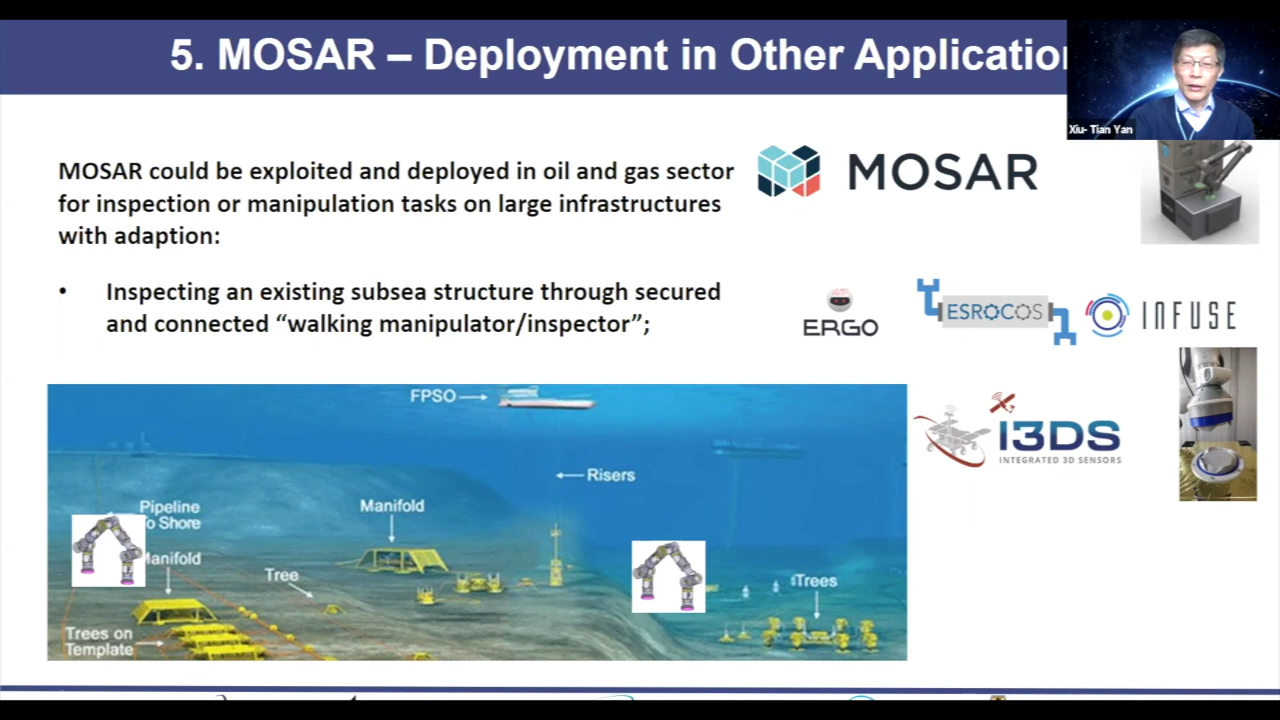 5. MOSAR – Deployment in Other Applicatio
Xiu- Tian Yan
MOSAR could be exploited and deployed in oil and gas sector
for inspection or manipulation tasks on large infrastructures
with adaption:
• Inspecting an existing subsea structure through secured
and connected “walking manipulator/inspector”;
MOSAR
ERGO
ESROCOS
INFUSE
I3DS
INTEGRATED 3D SENSORS
FPSO
Risers
Pipeline
To Shore
Manifold
Manifold
Tree
Trees
Trees on
Template